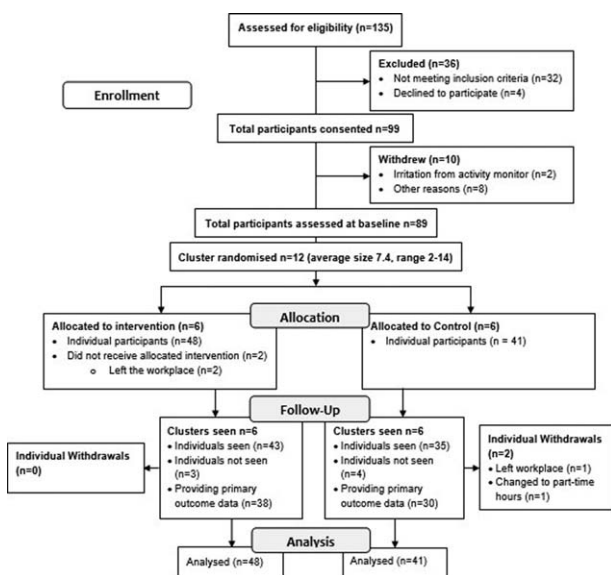 Assessed for eligibility (n=135)
Excluded (n=36)
• Not meeting inclusion criteria (n=32)
• Declined to participate (n=4)
Enrollment
Total participants consented n=99
Withdrew (n=10)
• Irritation from activity monitor (n=2)
• Other reasons (n=8)
Total participants assessed at baseline n=89
Cluster randomised n=12 (average size 7.4, range 2-14)
Allocation
Allocated to intervention (n=6)
• Individual participants (n=48)
• Did not receive allocated intervention (n=2)
o Left the workplace (n=2)
Allocated to Control (n=6)
• Individual participants (n = 41)
Follow-Up
Individual Withdrawals
(n=0)
Clusters seen n=6
• Individuals seen (n=43)
• Individuals not seen
(n=3)
• Providing primary
outcome data (n=38)
Clusters seen n=6
• Individuals seen (n=35)
• Individuals not seen
(n=4)
• Providing primary
outcome data (n=30)
Individual Withdrawals
(n=2)
• Left workplace (n=1)
• Changed to part-time
hours (n=1)
Analysis
Analysed (n=48)
Analysed (n=41)